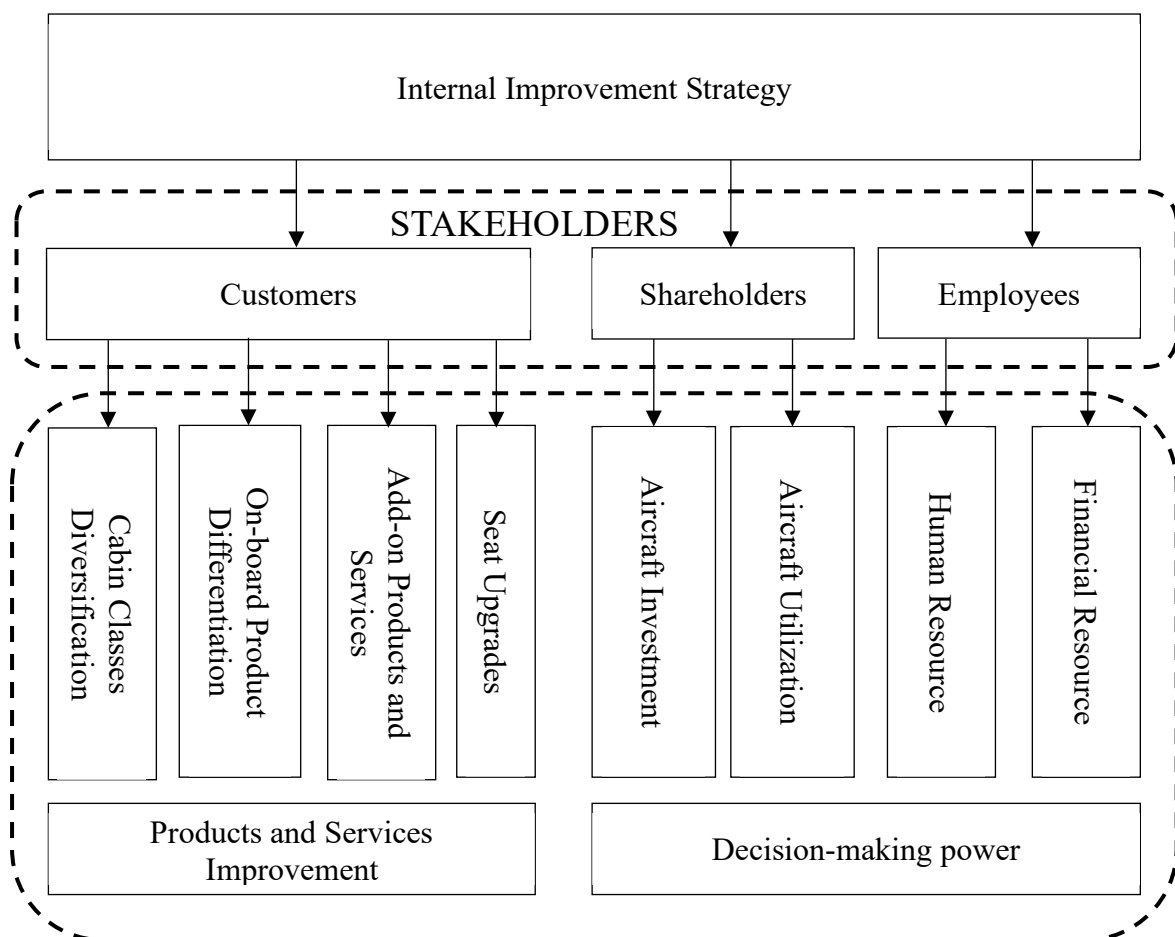 Internal Improvement Strategy
STAKEHOLDERS
Customers
Shareholders
Employees
Cabin Classes
Diversification
On-board Product
Differentiation
Add-on Products and
Services
Seat Upgrades
Aircraft Investment
Aircraft Utilization
Human Resource
Financial Resource
Products and Services
Improvement
Decision-making power